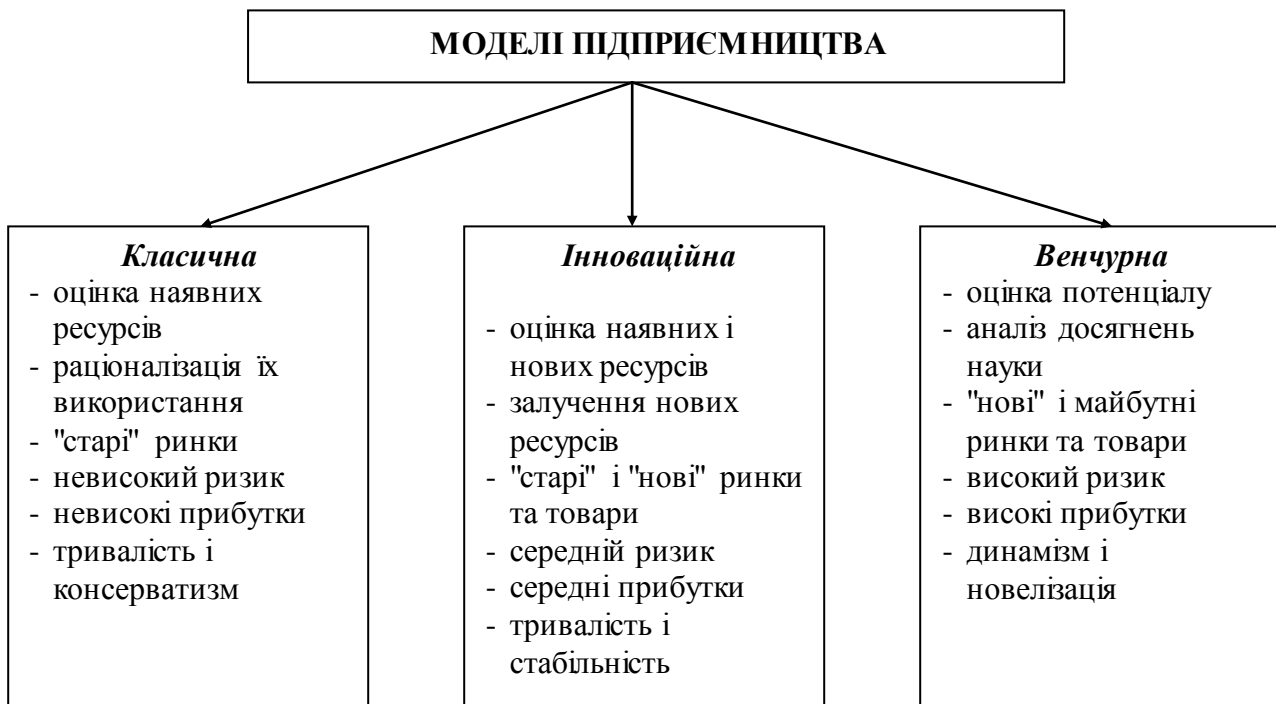 МОДЕЛІ ПІДПРИЄМНИЦТВА
Класична
- оцінка наявних
ресурсів
- раціоналізація їх
використання
- "старі" ринки
- невисокий ризик
- невисокі прибутки
- тривалість і
консерватизм
Інноваційна
- оцінка наявних і
нових ресурсів
- залучення нових
ресурсів
- "старі" і "нові" ринки
та товари
- середній ризик
- середні прибутки
- тривалість і
стабільність
Венчурна
- оцінка потенціалу
- аналіз досягнень
науки
- "нові" і майбутні
ринки та товари
- високий ризик
- високі прибутки
- динамізм і
новелізація